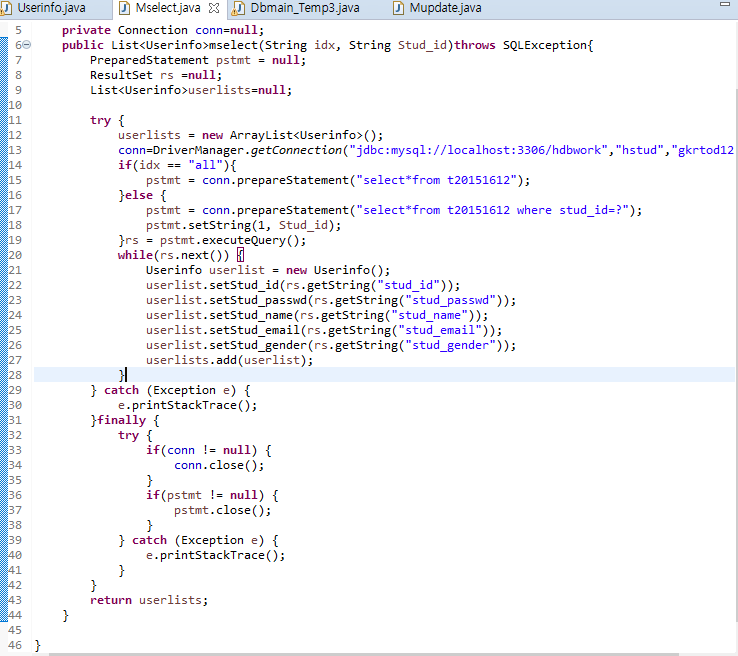 Userinfo.java Mselect.java Dbmain_Temp3.java Mupdate.java
5 private Connection conn=null;
6 public List<Userinfo>mselect(String idx, String Stud_id)throws SQLException{
7 PreparedStatement pstmt = null;
8 ResultSet rs =null;
9 List<Userinfo>userlists=null;
10
11 try {
12 userlists = new ArrayList<Userinfo>();
13 conn=DriverManager.getConnection("jdbc:mysql://localhost:3306/hdbwork","hstud","gkrtod12
14 if(idx == "all"){
15 pstmt = conn.prepareStatement("select*from t20151612");
16 }else {
17 pstmt = conn.prepareStatement("select*from t20151612 where stud_id=?");
18 pstmt.setString(1, Stud_id);
19 }rs = pstmt.executeQuery();
20 while(rs.next()) {
21 Userinfo userlist = new Userinfo();
22 userlist.setStud_id(rs.getString("stud_id"));
23 userlist.setStud_passwd(rs.getString("stud_passwd"));
24 userlist.setStud_name(rs.getString("stud_name"));
25 userlist.setStud_email(rs.getString("stud_email"));
26 userlist.setStud_gender(rs.getString("stud_gender"));
27 userlists.add(userlist);
28 }
29 } catch (Exception e) {
30 e.printStackTrace();
31 }finally {
32 try {
33 if(conn != null) {
34 conn.close();
35 }
36 if(pstmt != null) {
37 pstmt.close();
38 }
39 } catch (Exception e) {
40 e.printStackTrace();
41 }
42 }
43 return userlists;
44 }
45
46 }